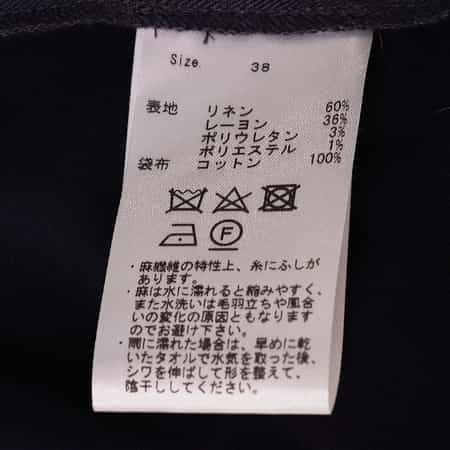 Size. 38
表地 リネン 60%
レーヨン 36%
ポリウレタン 3%
ポリエステル 1%
袋布 コットン 100%
F
・麻繊維の特性上、糸にふしが
あります。
・麻は水に濡れると縮みやすく、
また水洗いは毛羽立ちや風合
いの変化の原因ともなります
のでお避け下さい。
・雨に濡れた場合は、早めに乾
いたタオルで水気を取った後、
シワを伸ばして形を整えて、
陰干ししてください。